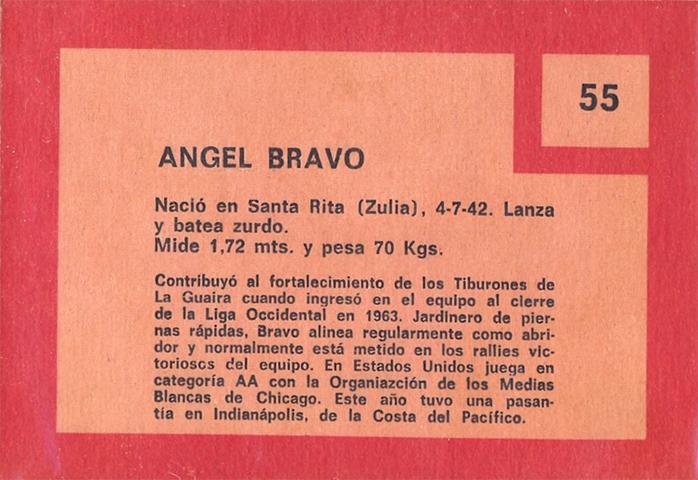 55
ANGEL BRAVO
Nació en Santa Rita (Zulia), 4-7-42. Lanza
y batea zurdo.
Mide 1,72 mts. y pesa 70 Kgs.
Contribuyó al fortalecimiento de los Tiburones de
La Guaira cuando ingresó en el equipo al cierre
de la Liga Occidental en 1963. Jardinero de pier-
nas rápidas, Bravo alinea regularmente como abri-
dor y normalmente está metido en los rallies vic-
toriosos del equipo. En Estados Unidos juega en
categoría AA con la Organiazción de los Medias
Blancas de Chicago. Este año tuvo una pasan-
tía en Indianápolis, de la Costa del Pacífico.